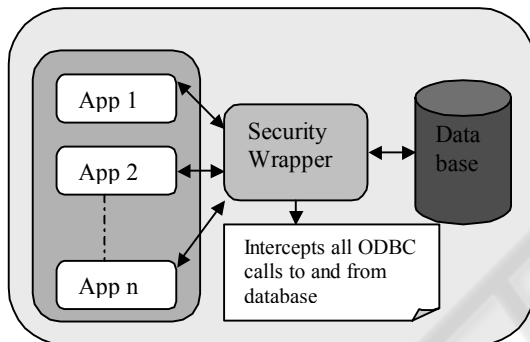 App 1
App 2
App n
Security
Wrapper
Data
base
Intercepts all ODBC
calls to and from
database